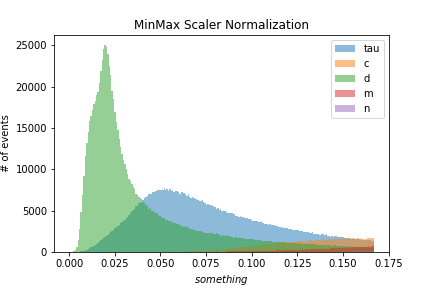 MinMax Scaler Normalization
# of events
25000
20000
15000
10000
5000
0
0.000
0.025
0.050
0.075
0.100
0.125
0.150
0.175
something
tau
c
d
m
n